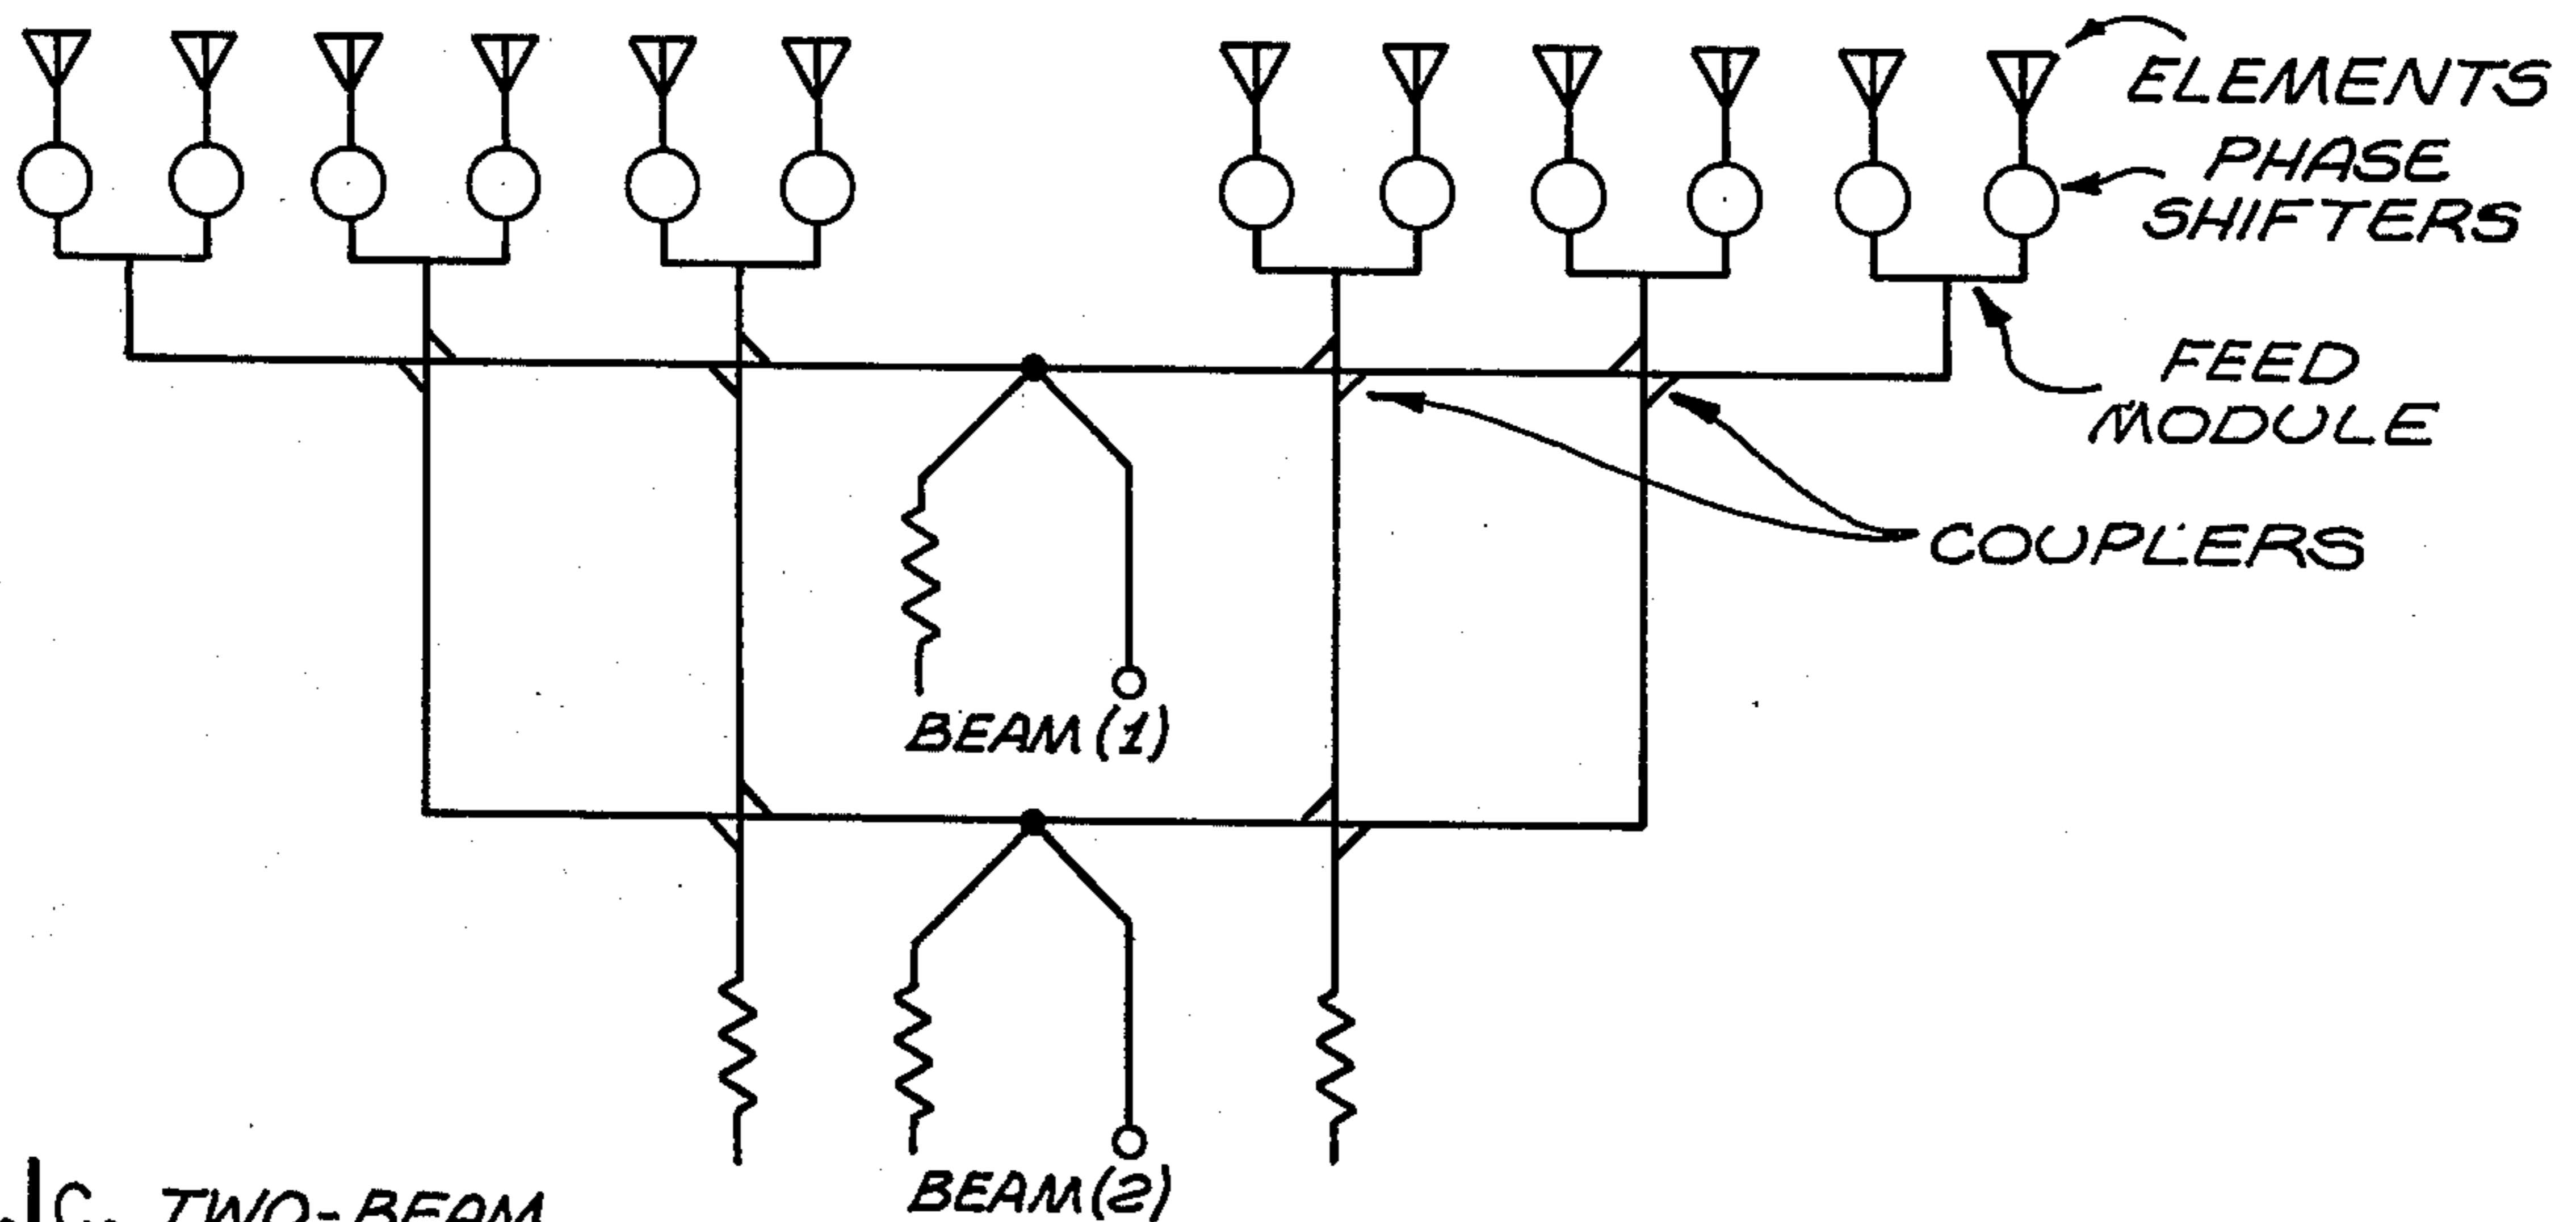 ELEMENTS
PHASE
SHIFTERS
FEED
MODULE
COUPLERS
BEAM (1)
BEAM (2)
C. TWO-BEAM